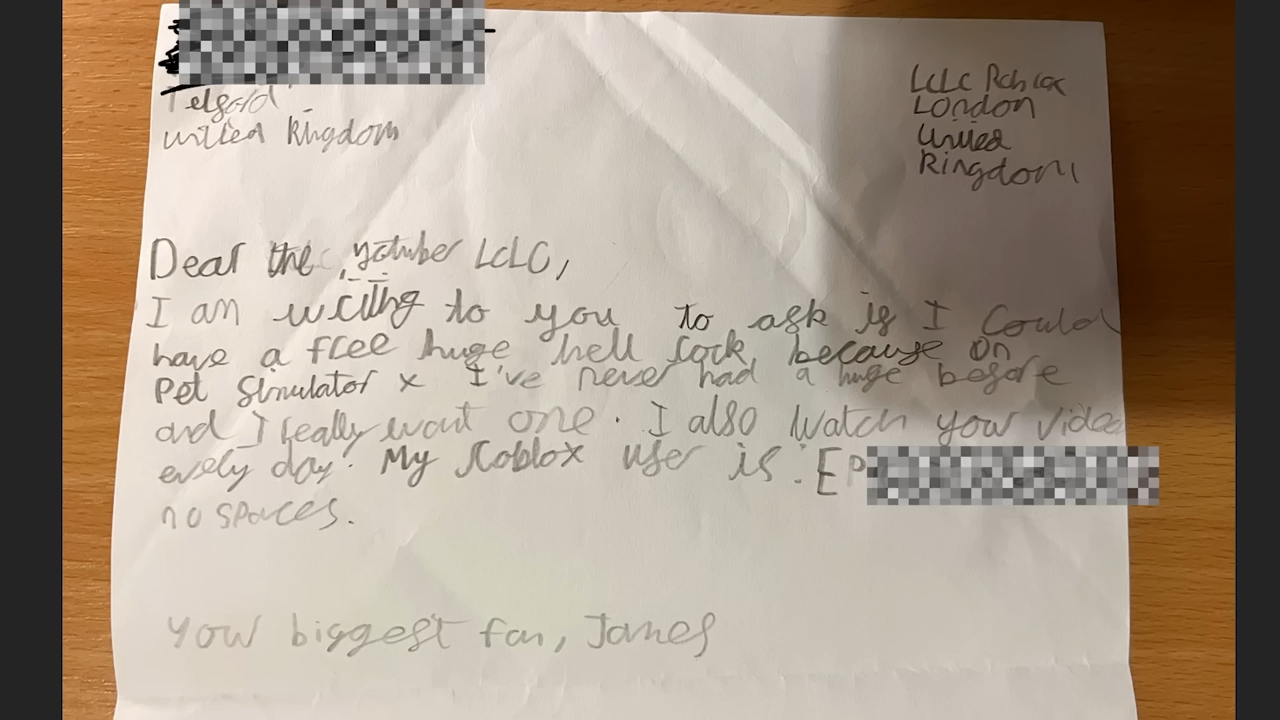 Telford
United Kingdom
LCLC Roblox
London
United
Kingdom
Dear the yotuber LCLC,
I am writing to you to ask if I Could
have a free huge hell rock, because on
Pet Simulator x I've never had a huge before
and I really want one. I also Watch your video
every day. My Roblox user is: EP
no spaces.
Your biggest fan, James